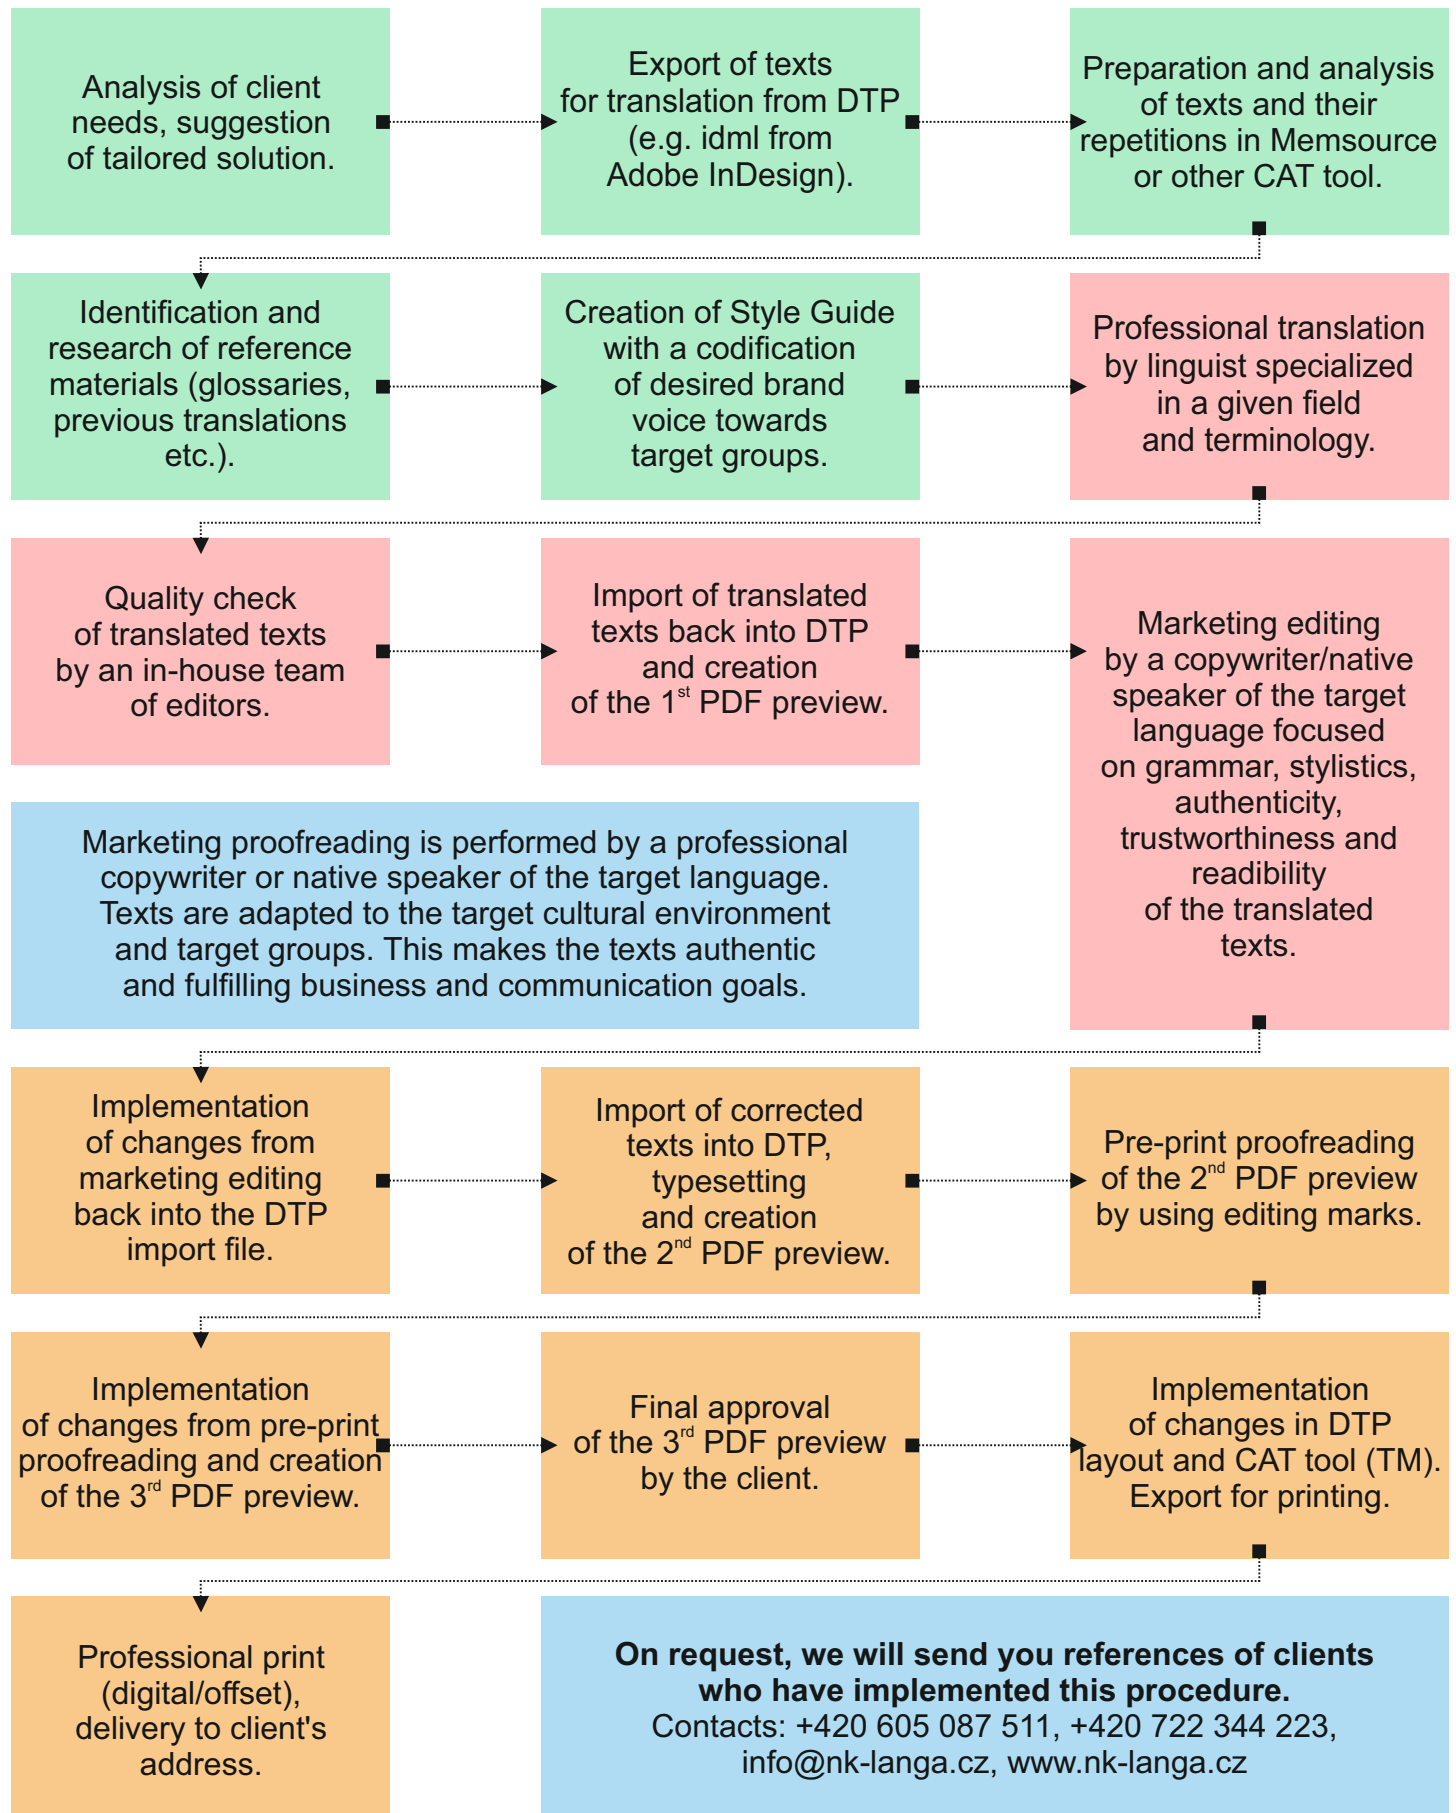 Analysis of client
needs, suggestion
of tailored solution.
Export of texts
for translation from DTP
(e.g. idml from
Adobe InDesign).
Preparation and analysis
of texts and their
repetitions in Memsource
or other CAT tool.
Identification and
research of reference
materials (glossaries,
previous translations
etc.).
Creation of Style Guide
with a codification
of desired brand
voice towards
target groups.
Professional translation
by linguist specialized
in a given field
and terminology.
Quality check
of translated texts
by an in-house team
of editors.
Import of translated
texts back into DTP
and creation
of the 1st PDF preview.
Marketing editing
by a copywriter/native
speaker of the target
language focused
on grammar, stylistics,
authenticity,
trustworthiness and
readibility
of the translated
texts.
Marketing proofreading is performed by a professional
copywriter or native speaker of the target language.
Texts are adapted to the target cultural environment
and target groups. This makes the texts authentic
and fulfilling business and communication goals.
Implementation
of changes from
marketing editing
back into the DTP
import file.
Import of corrected
texts into DTP,
typesetting
and creation
of the 2nd PDF preview.
Pre-print proofreading
of the 2nd PDF preview
by using editing marks.
Implementation
of changes from pre-print
proofreading and creation
of the 3rd PDF preview.
Final approval
of the 3rd PDF preview
by the client.
Implementation
of changes in DTP
layout and CAT tool (TM).
Export for printing.
Professional print
(digital/offset),
delivery to client's
address.
On request, we will send you references of clients
who have implemented this procedure.
Contacts: +420 605 087 511, +420 722 344 223,
info@nk-langa.cz, www.nk-langa.cz